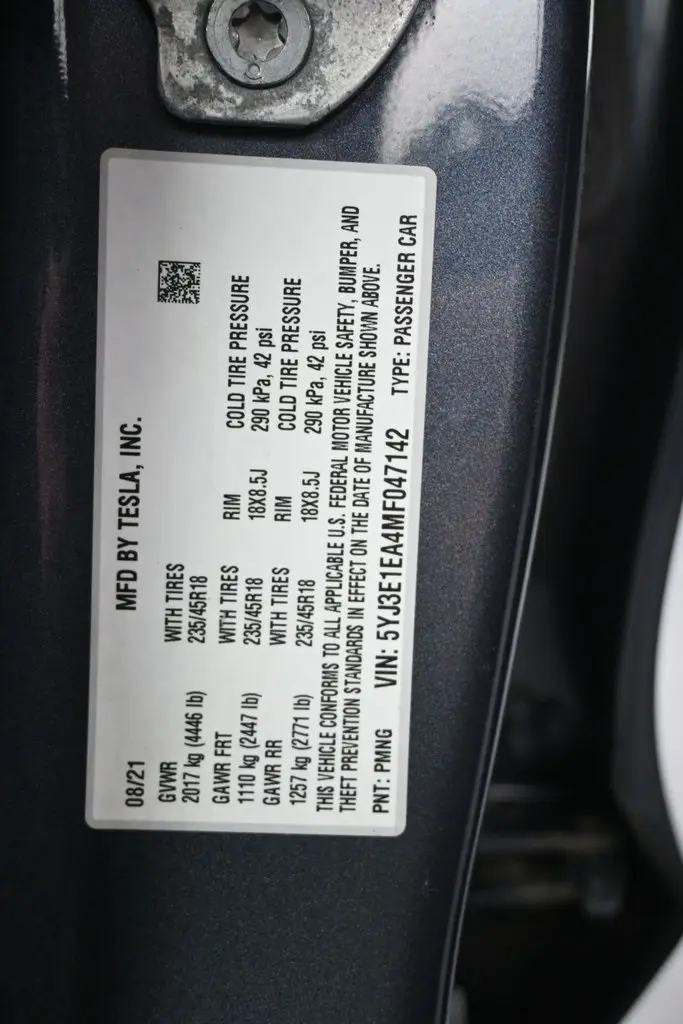 MFD BY TESLA, INC.
08/21
GVWR WITH TIRES
2017 kg (4446 lb) 235/45R18
GAWR FRT WITH TIRES RIM COLD TIRE PRESSURE
1110 kg (2447 lb) 235/45R18 18X8.5J 290 kPa, 42 psi
GAWR RR WITH TIRES RIM COLD TIRE PRESSURE
1257 kg (2771 lb) 235/45R18 18X8.5J 290 kPa, 42 psi
THIS VEHICLE CONFORMS TO ALL APPLICABLE U.S. FEDERAL MOTOR VEHICLE SAFETY, BUMPER, AND
THEFT PREVENTION STANDARDS IN EFFECT ON THE DATE OF MANUFACTURE SHOWN ABOVE.
PNT: PMNG VIN: 5YJ3E1EA4MF047142 TYPE: PASSENGER CAR